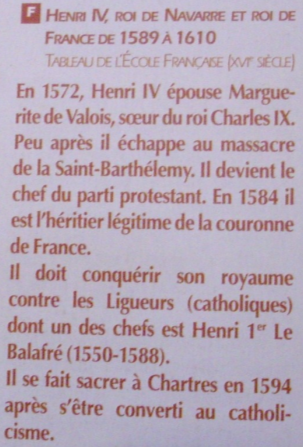 F HENRI IV, ROI DE NAVARRE ET ROI DE
FRANCE DE 1589 À 1610
TABLEAU DE L'ÉCOLE FRANÇAISE (XVIᵉ SIÈCLE)
En 1572, Henri IV épouse Margue-
rite de Valois, sœur du roi Charles IX.
Peu après il échappe au massacre
de la Saint-Barthélemy. Il devient le
chef du parti protestant. En 1584 il
est l'héritier légitime de la couronne
de France.
Il doit conquérir son royaume
contre les Ligueurs (catholiques)
dont un des chefs est Henri 1er Le
Balafré (1550-1588).
Il se fait sacrer à Chartres en 1594
après s'être converti au catholi-
cisme.